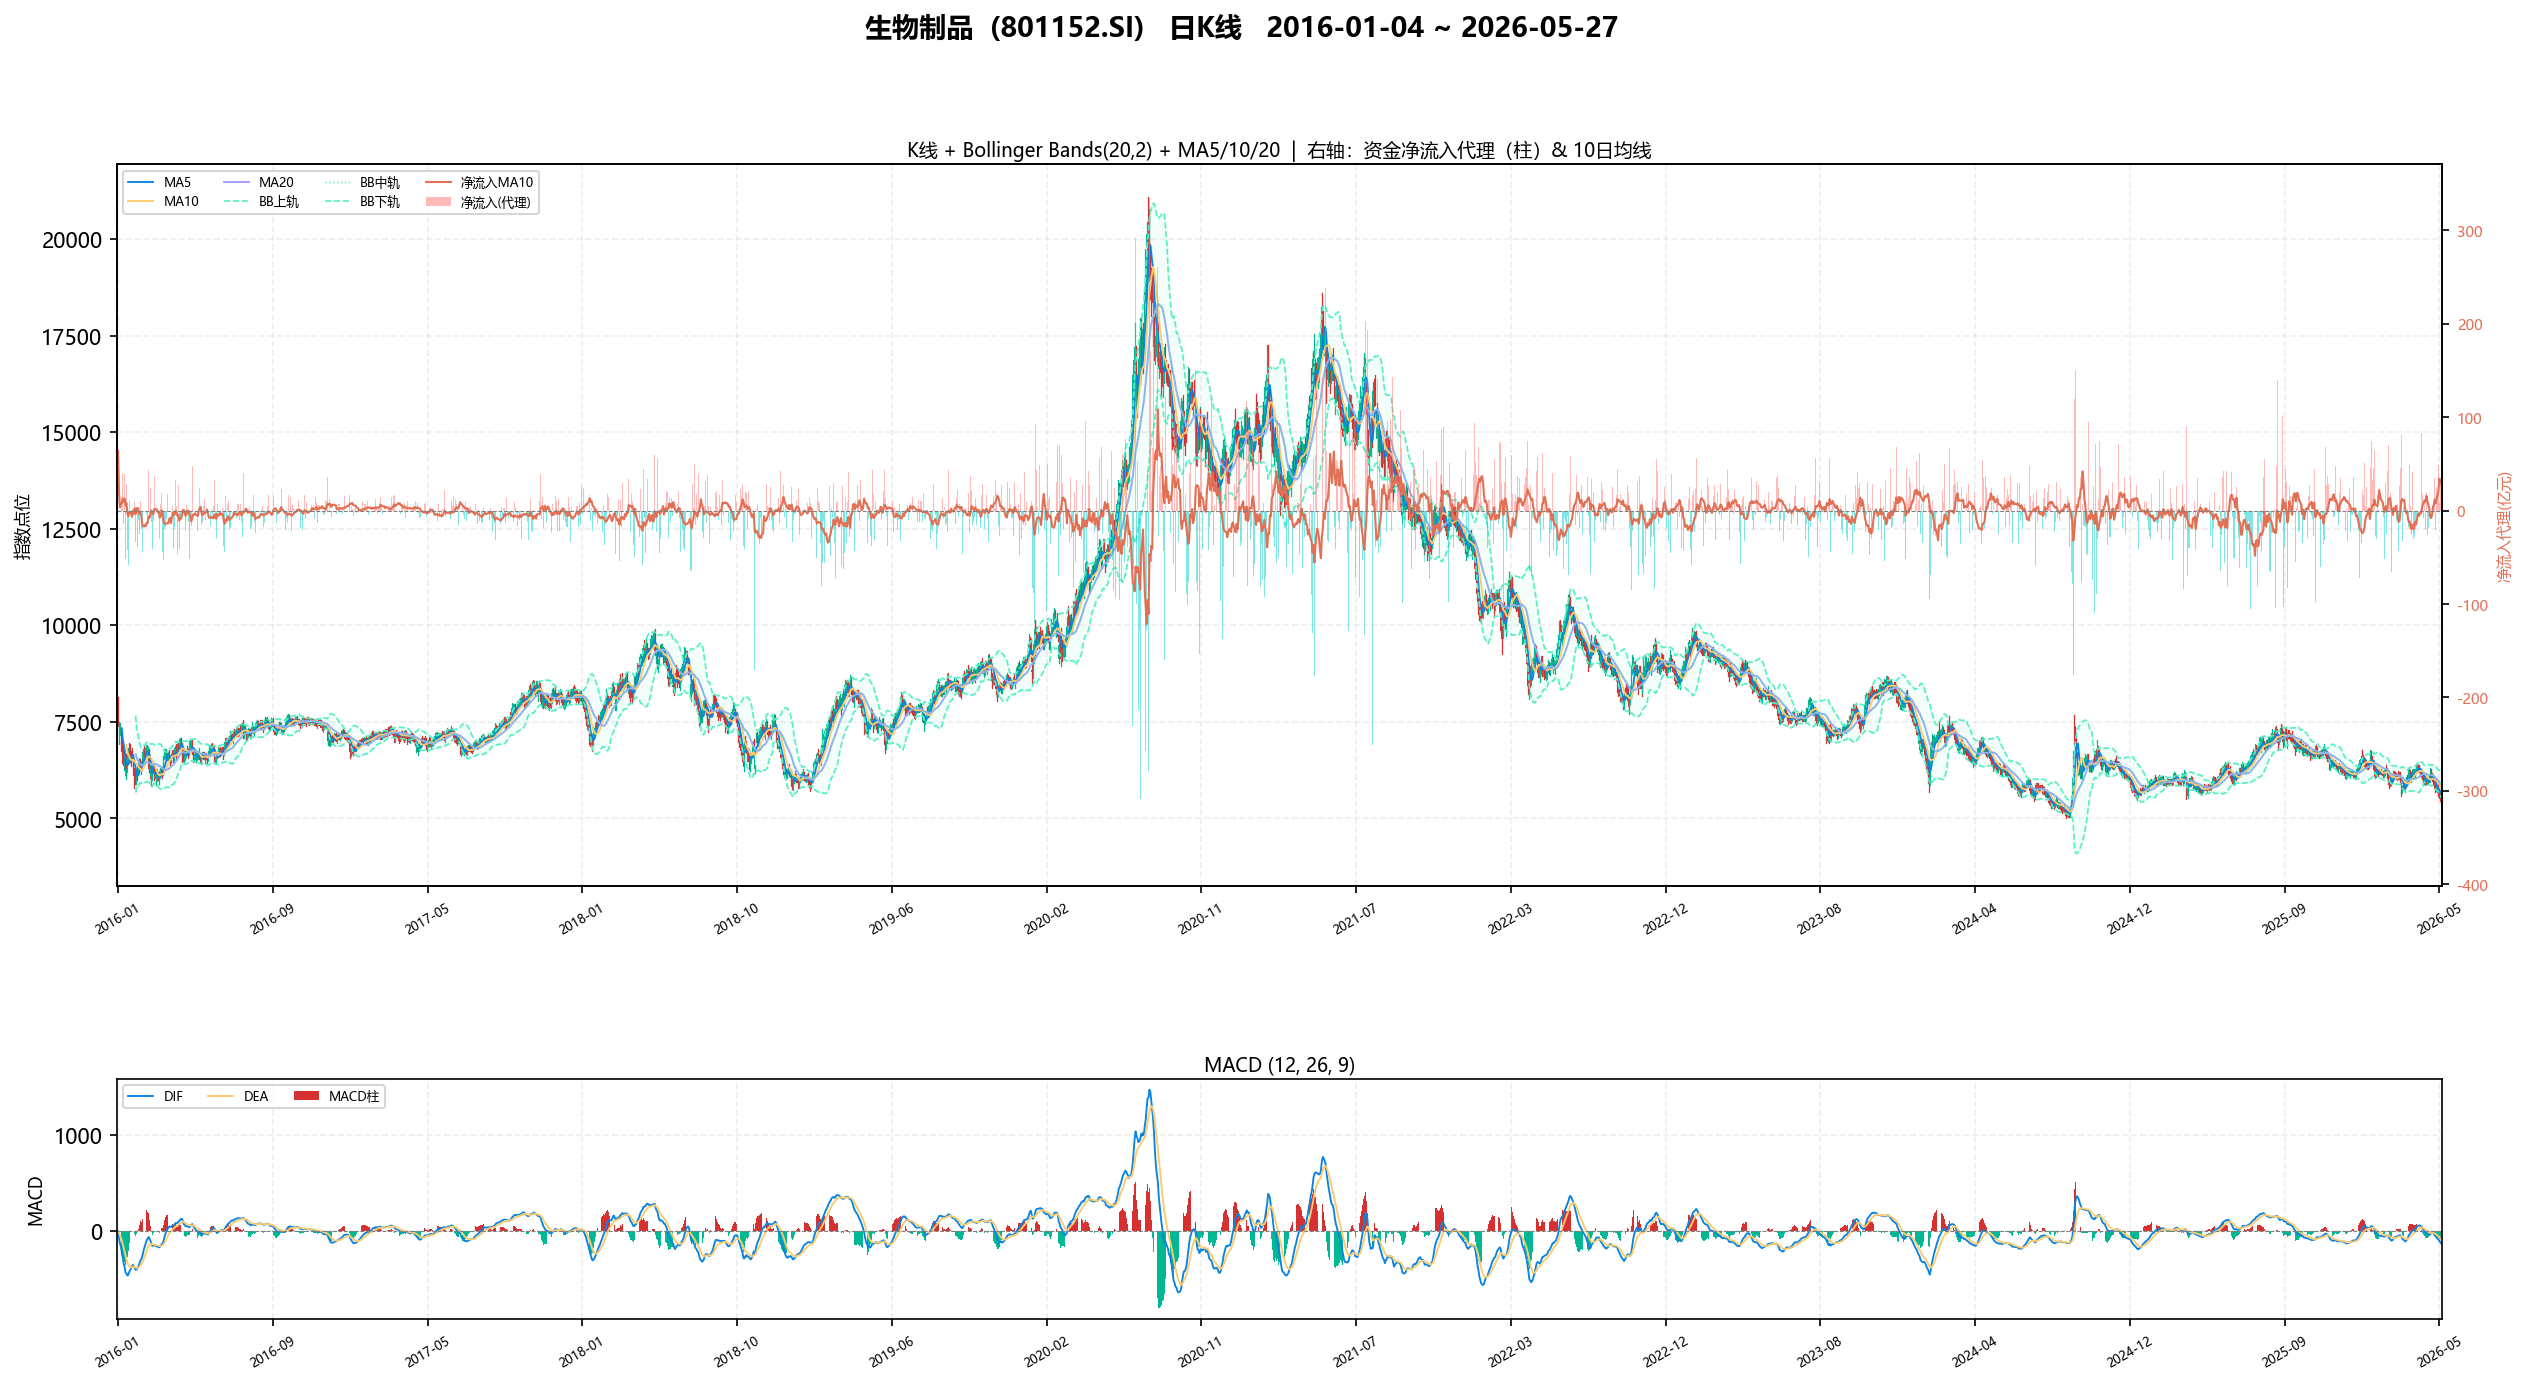 生物制品 (801152.SI) 日K线 2016-01-04 ~ 2026-05-27
K线 + Bollinger Bands(20,2) + MA5/10/20 | 右轴：资金净流入代理（柱）& 10日均线
MA5 MA20 BB中轨 净流入MA10
MA10 BB上轨 BB下轨 净流入(代理)
指数点位
20000
17500
15000
12500
10000
7500
5000
300
200
100
0
-100
-200
-300
-400
净流入代理(亿元)
2016-01 2016-09 2017-05 2018-01 2018-10 2019-06 2020-02 2020-11 2021-07 2022-03 2022-12 2023-08 2024-04 2024-12 2025-09 2026-05
MACD (12, 26, 9)
DIF DEA MACD柱
MACD
1000
0
2016-01 2016-09 2017-05 2018-01 2018-10 2019-06 2020-02 2020-11 2021-07 2022-03 2022-12 2023-08 2024-04 2024-12 2025-09 2026-05